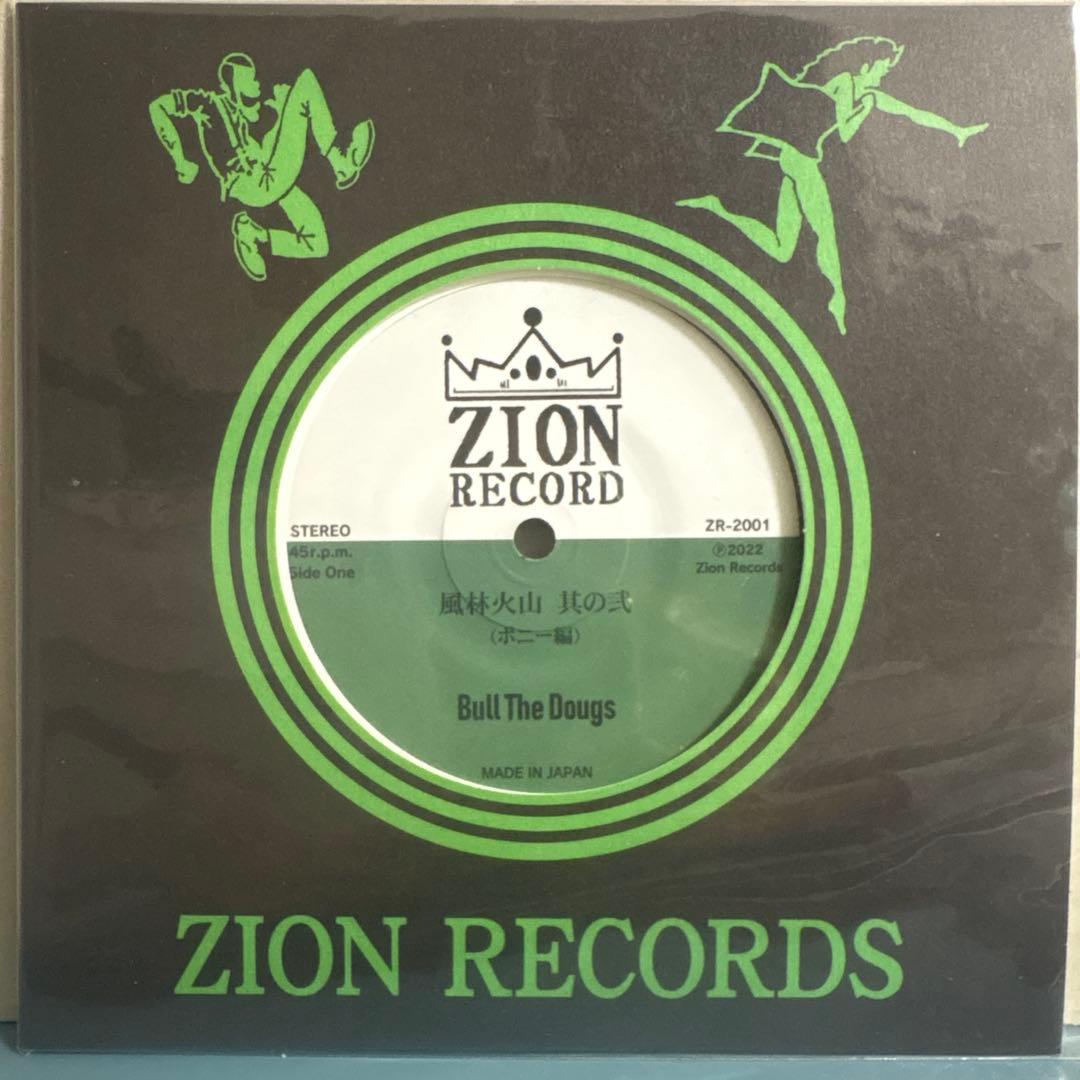 ZION
RECORD
STEREO
45r.p.m.
Side One
ZR-2001
Ⓟ2022
Zion Records
風林火山 其の弐
(ポニー編)
Bull The Dougs
MADE IN JAPAN
ZION RECORDS